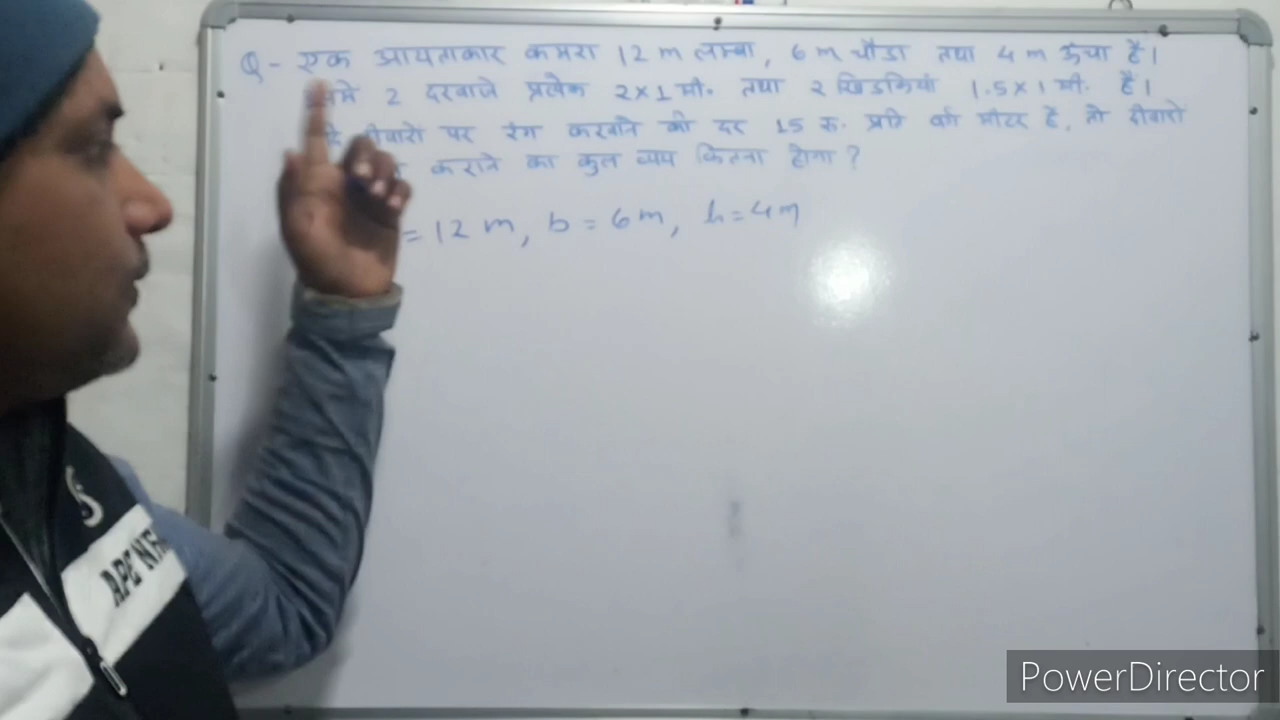 Q - एक आयताकार कमरा 12 m लम्बा, 6 m चौडा तथा 4 m ऊंचा है।
2 दरवाजे प्रत्येक 2×1 मी. तथा 2 खिडकियां 1.5×1 मी. है।
दीवारो पर रंग करवाने की दर 15 रु. प्रति वर्ग मीटर है, तो दीवारो
कराने का कुल व्यय कितना होगा ?
= 12 m, b = 6 m, h = 4 m
PowerDirector